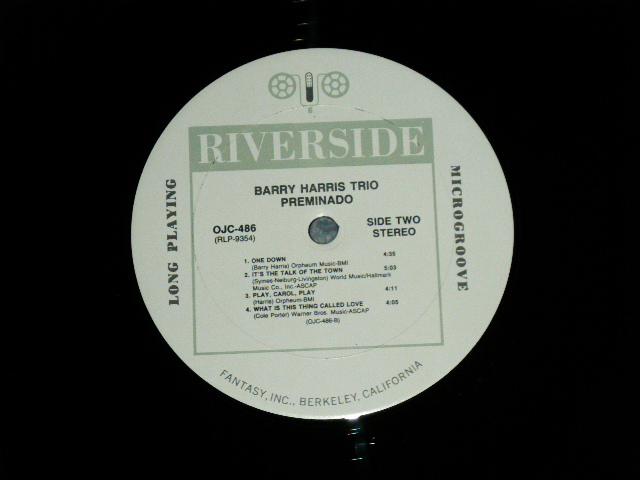 RIVERSIDE
LONG PLAYING
MICROGROOVE
BARRY HARRIS TRIO
PREMINADO
OJC-486
(RLP-9354)
SIDE TWO
STEREO
1. ONE DOWN 4:35
(Barry Harris) Orpheum Music-BMI
2. IT'S THE TALK OF THE TOWN 5:03
(Symes-Neiburg-Livingston) World Music/Hallmark
Music Co., Inc.-ASCAP
3. PLAY, CAROL, PLAY 4:11
(Harris) Orpheum-BMI
4. WHAT IS THIS THING CALLED LOVE 4:05
(Cole Porter) Warner Bros. Music-ASCAP
(OJC-486-B)
FANTASY, INC., BERKELEY, CALIFORNIA